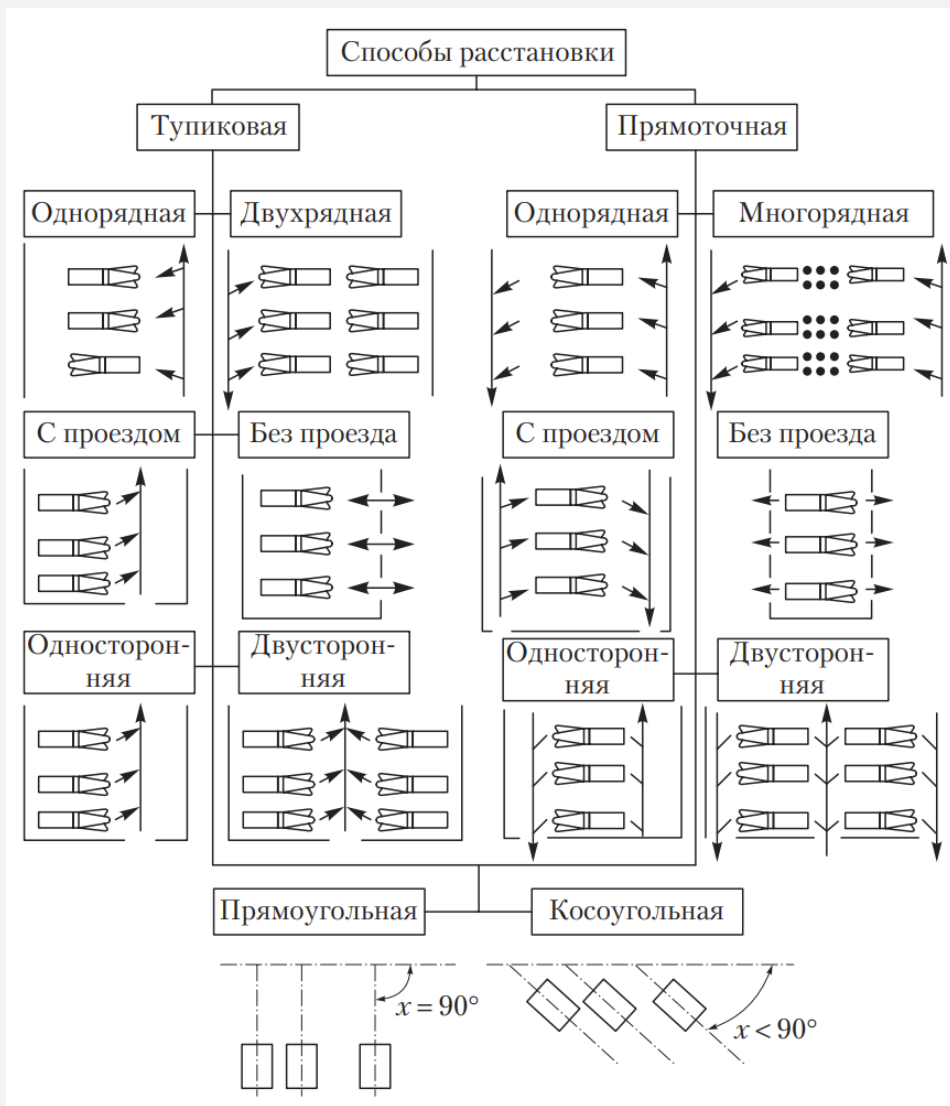 Способы расстановки
Тупиковая
Прямоточная
Однорядная
Двухрядная
Однорядная
Многорядная
С проездом
Без проезда
С проездом
Без проезда
Односторон-
няя
Двусторон-
няя
Односторон-
няя
Двусторон-
няя
Прямоугольная
Косоугольная
x = 90°
x < 90°